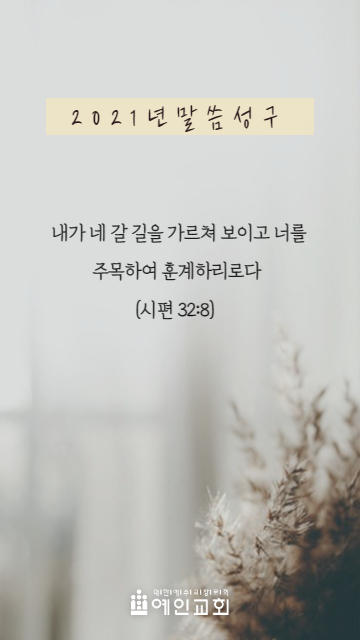 2021년말씀성구
내가 네 갈 길을 가르쳐 보이고 너를
주목하여 훈계하리로다
(시편 32:8)
예인교회